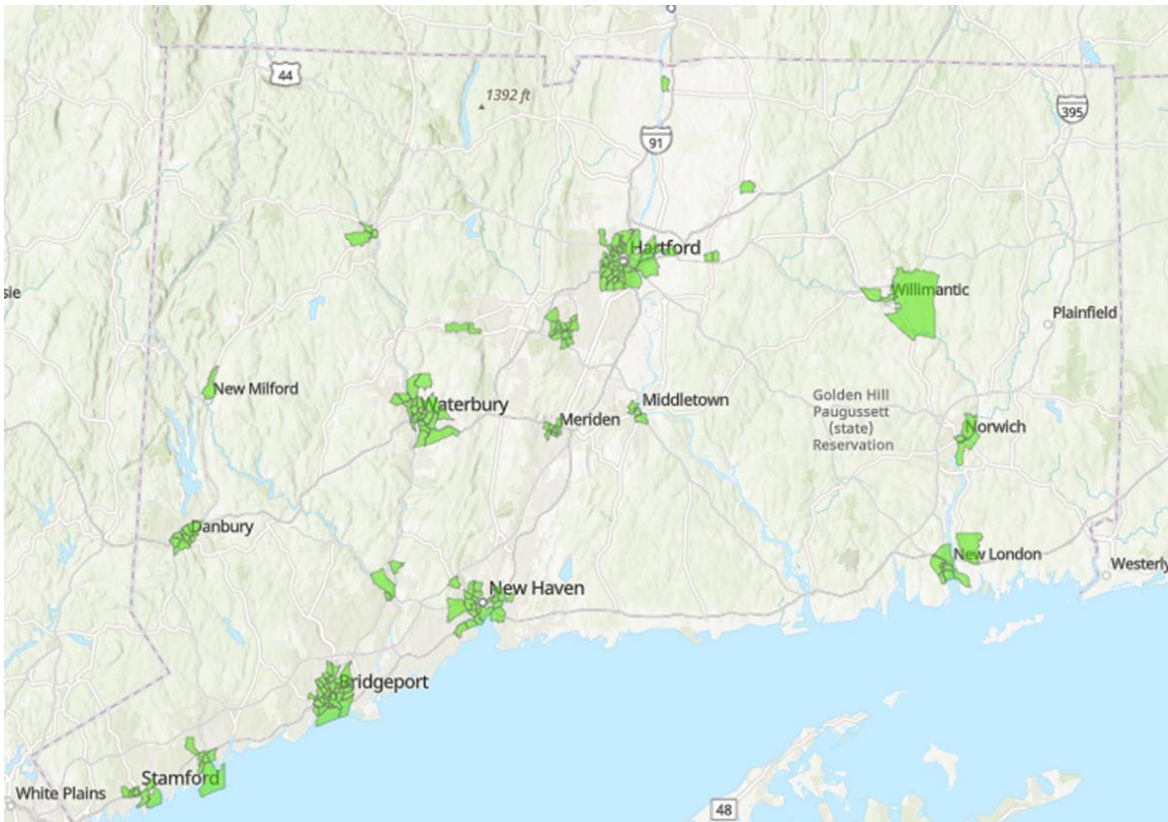 44
1392 ft
395
91
Hartford
sie
Willimantic
Plainfield
New Milford
Waterbury
Meriden
Middletown
Golden Hill
Paugussett
(state)
Reservation
Norwich
Danbury
New London
Westerly
New Haven
Bridgeport
Stamford
White Plains
48